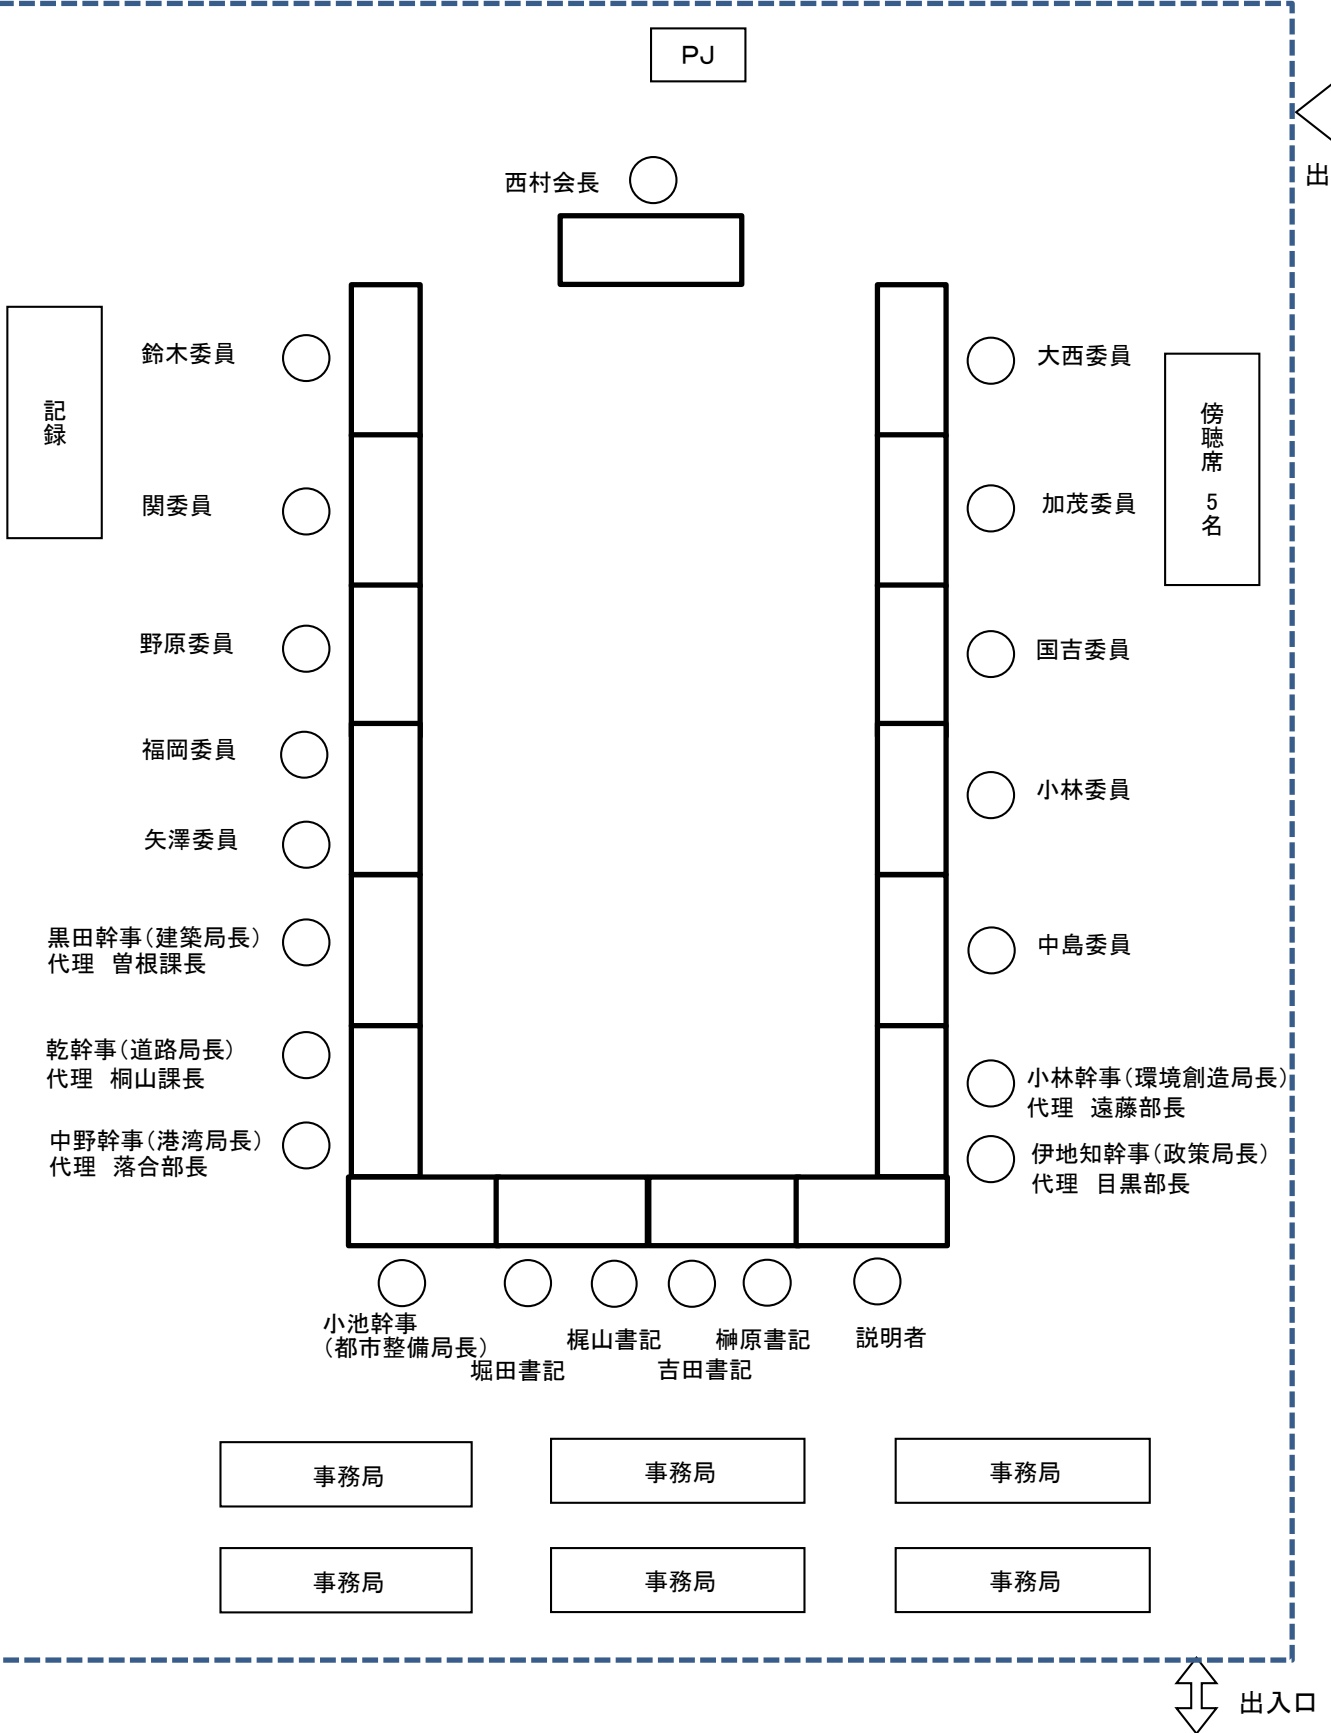 PJ
出
西村会長
鈴木委員
大西委員
記録
傍聴席 5名
関委員
加茂委員
野原委員
国吉委員
福岡委員
小林委員
矢澤委員
黒田幹事(建築局長)
代理 曽根課長
中島委員
乾幹事(道路局長)
代理 桐山課長
小林幹事(環境創造局長)
代理 遠藤部長
中野幹事(港湾局長)
代理 落合部長
伊地知幹事(政策局長)
代理 目黒部長
小池幹事
(都市整備局長)
堀田書記
梶山書記
吉田書記
榊原書記
説明者
事務局
事務局
事務局
事務局
事務局
事務局
出入口